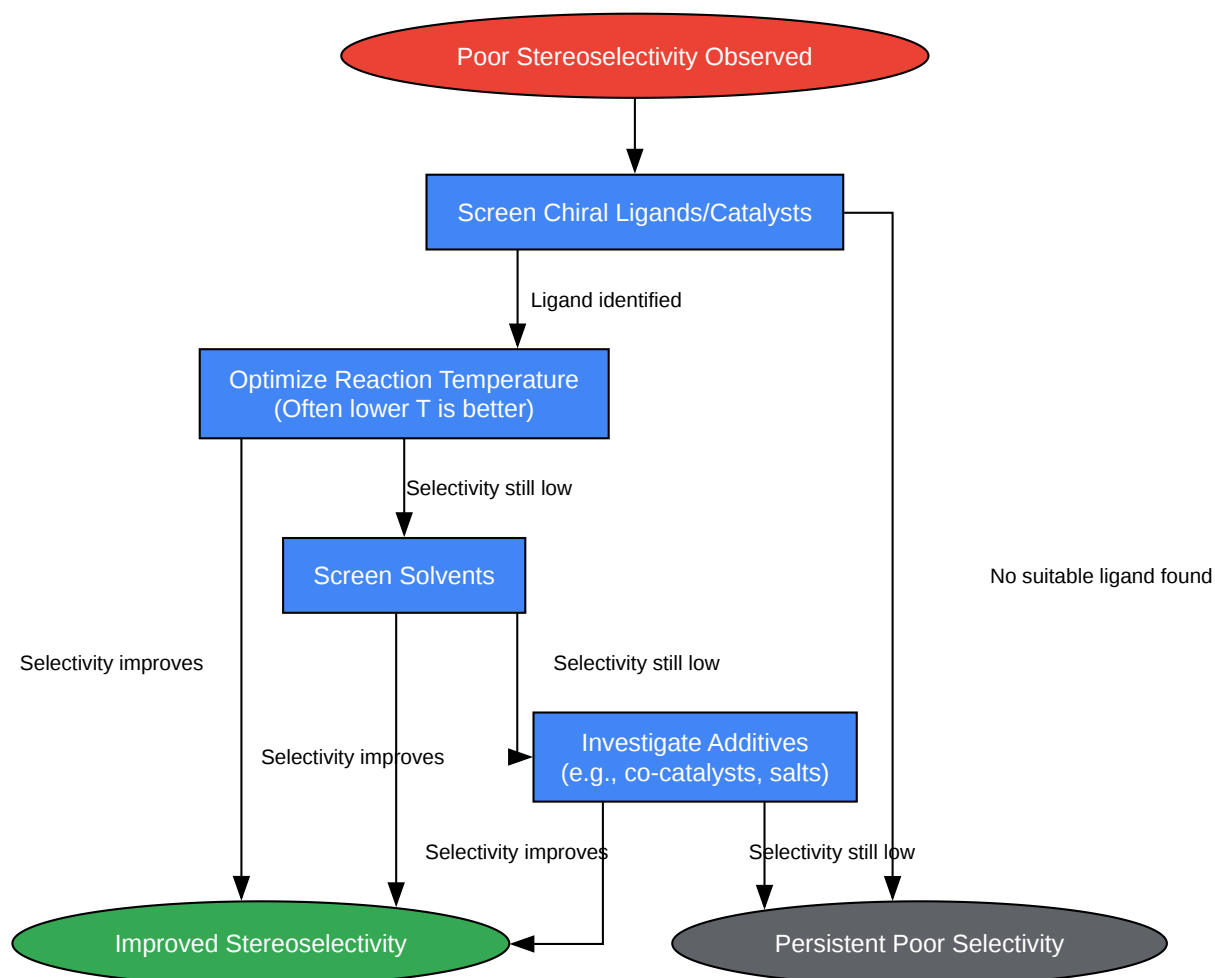 Poor Stereoselectivity Observed
Screen Chiral Ligands/Catalysts
Ligand identified
Optimize Reaction Temperature
(Often lower T is better)
Selectivity still low
Screen Solvents
No suitable ligand found
Selectivity improves
Selectivity still low
Investigate Additives
(e.g., co-catalysts, salts)
Selectivity improves
Selectivity improves
Selectivity still low
Improved Stereoselectivity
Persistent Poor Selectivity